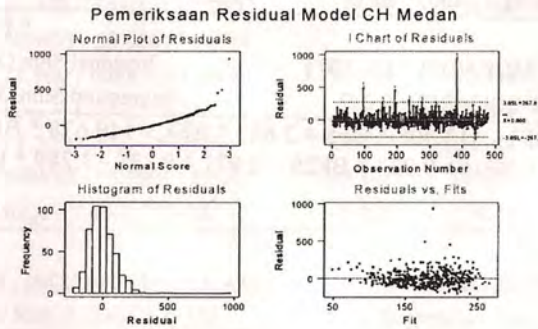 Pemeriksaan Residual Model CH Medan
Normal Plot of Residuals
Residual
1000
500
0
-3 -2 -1 0 1 2 3
Normal Score
I Chart of Residuals
Residual
1000
500
0
0 100 200 300 400 500
Observation Number
Histogram of Residuals
Frequency
100
50
0
0 500 1000
Residual
Residuals vs. Fits
Residual
1000
500
0
50 150 250
Fit